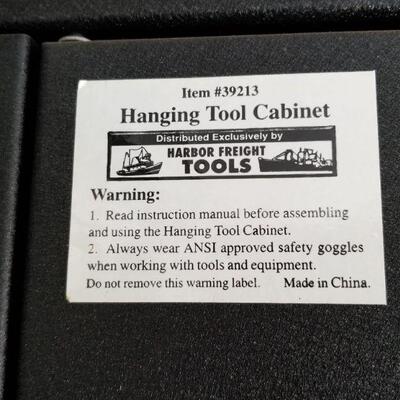 Item #39213
Hanging Tool Cabinet
Distributed Exclusively by
HARBOR FREIGHT
TOOLS
Warning:
1. Read instruction manual before assembling
and using the Hanging Tool Cabinet.
2. Always wear ANSI approved safety goggles
when working with tools and equipment.
Do not remove this warning label. Made in China.